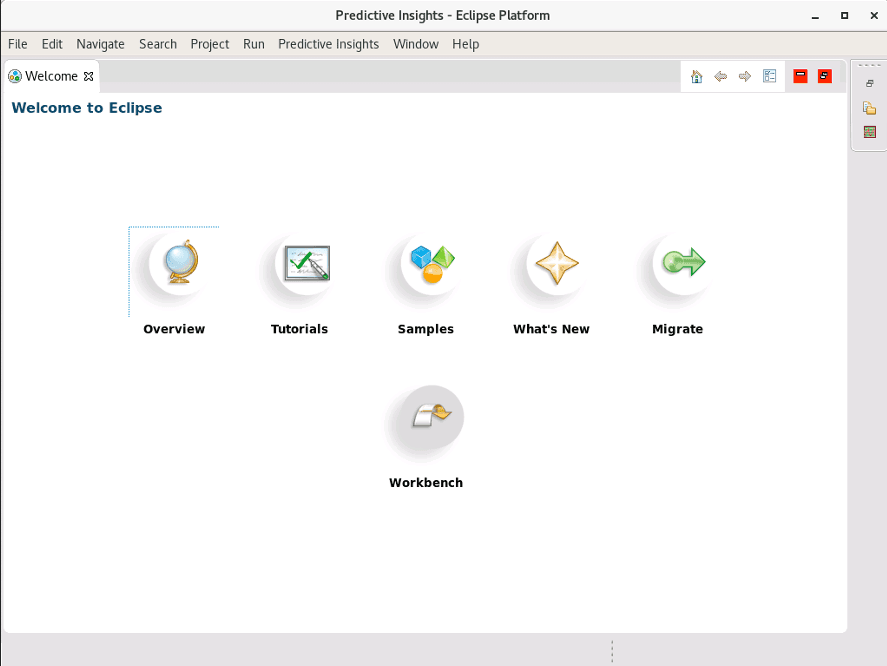 Predictive Insights - Eclipse Platform
File Edit Navigate Search Project Run Predictive Insights Window Help
Welcome
Welcome to Eclipse
Overview Tutorials Samples What's New Migrate
Workbench